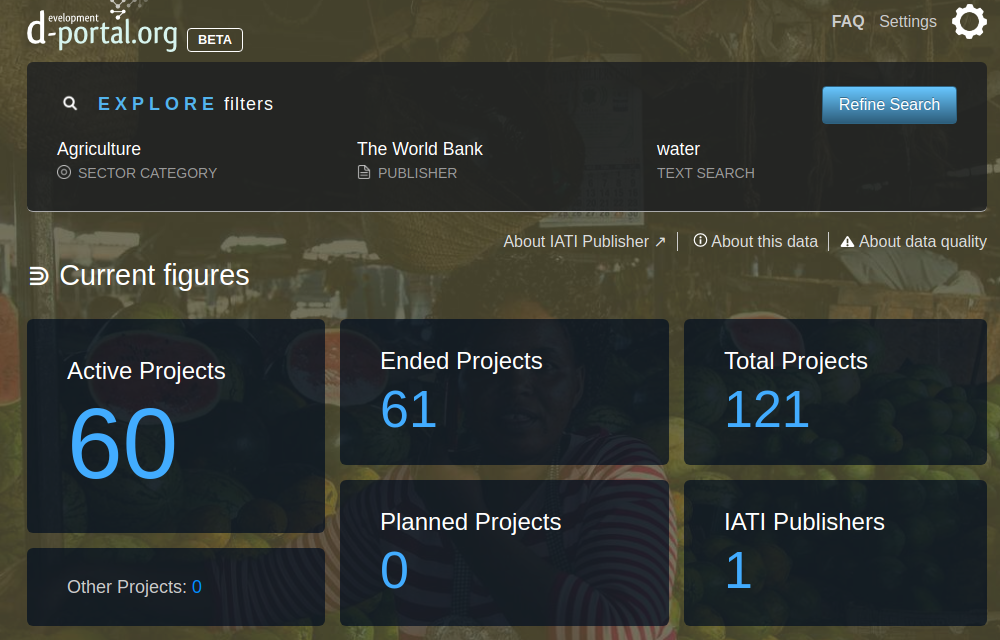 development
d-portal.org BETA
FAQ Settings
EXPLORE filters
Refine Search
Agriculture
SECTOR CATEGORY
The World Bank
PUBLISHER
water
TEXT SEARCH
About IATI Publisher ↗ | About this data | About data quality
Current figures
Active Projects
60
Ended Projects
61
Total Projects
121
Other Projects: 0
Planned Projects
0
IATI Publishers
1